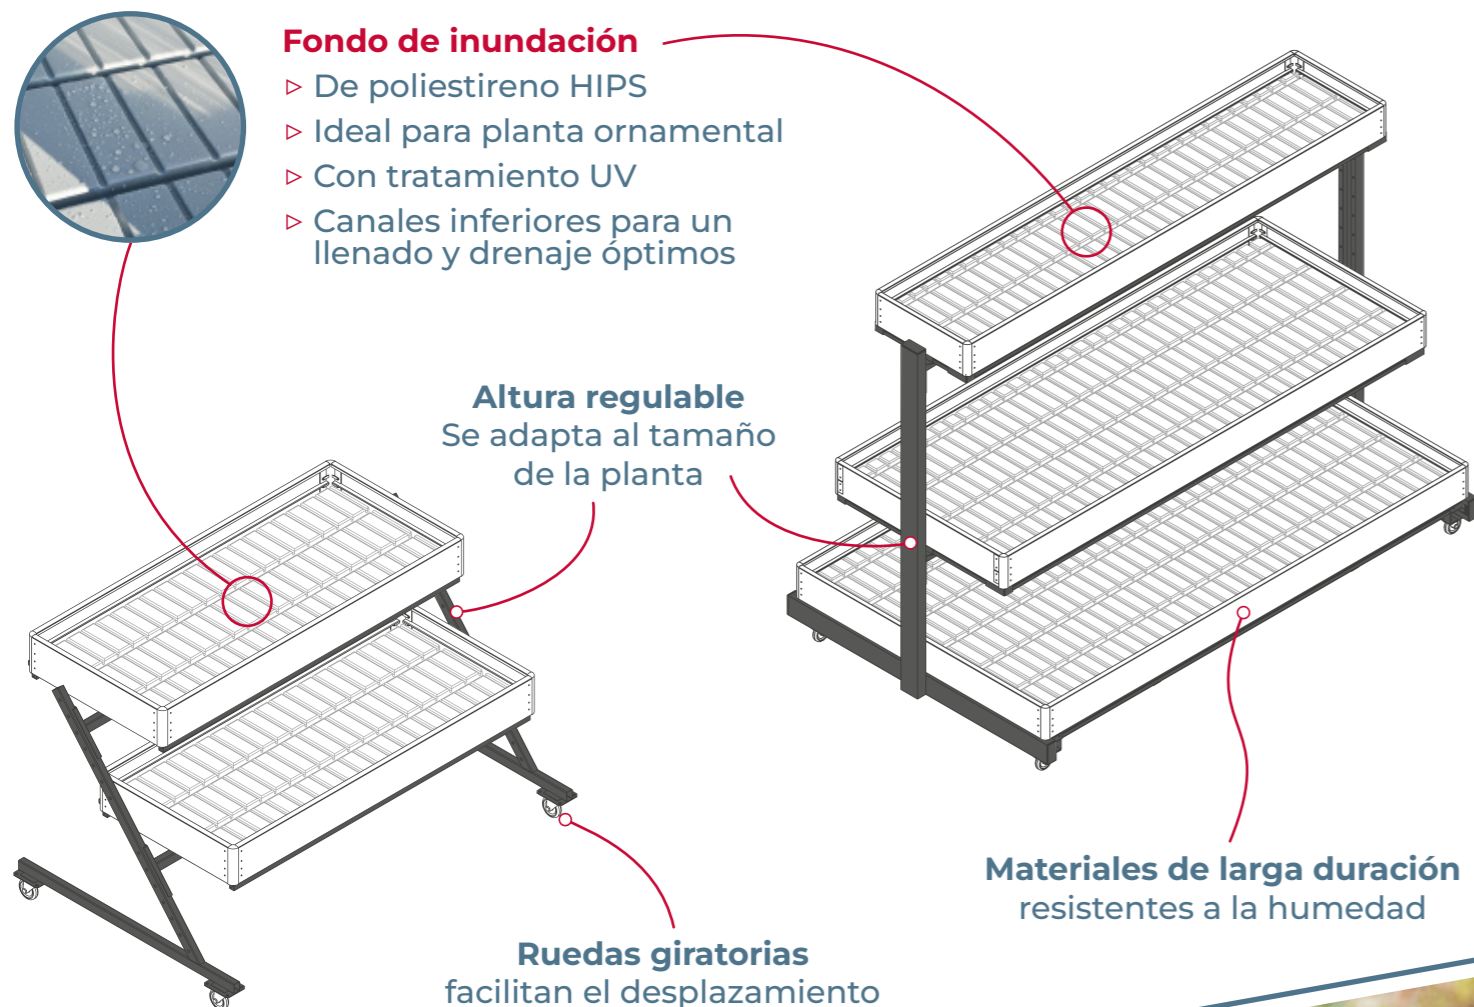 Fondo de inundación
▹ De poliestireno HIPS
▹ Ideal para planta ornamental
▹ Con tratamiento UV
▹ Canales inferiores para un
llenado y drenaje óptimos
Altura regulable
Se adapta al tamaño
de la planta
Materiales de larga duración
resistentes a la humedad
Ruedas giratorias
facilitan el desplazamiento